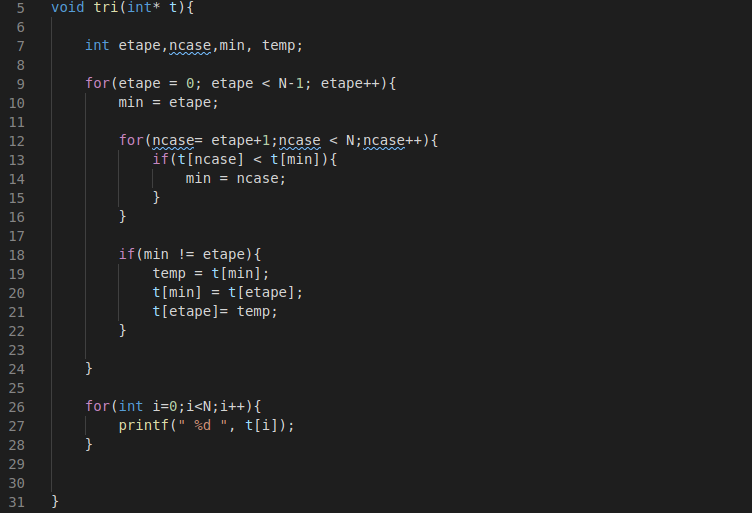 5 void tri(int* t){
6
7 int etape,ncase,min, temp;
8
9 for(etape = 0; etape < N-1; etape++){
10 min = etape;
11
12 for(ncase= etape+1;ncase < N;ncase++){
13 if(t[ncase] < t[min]){
14 min = ncase;
15 }
16 }
17
18 if(min != etape){
19 temp = t[min];
20 t[min] = t[etape];
21 t[etape]= temp;
22 }
23
24 }
25
26 for(int i=0;i<N;i++){
27 printf(" %d ", t[i]);
28 }
29
30
31 }